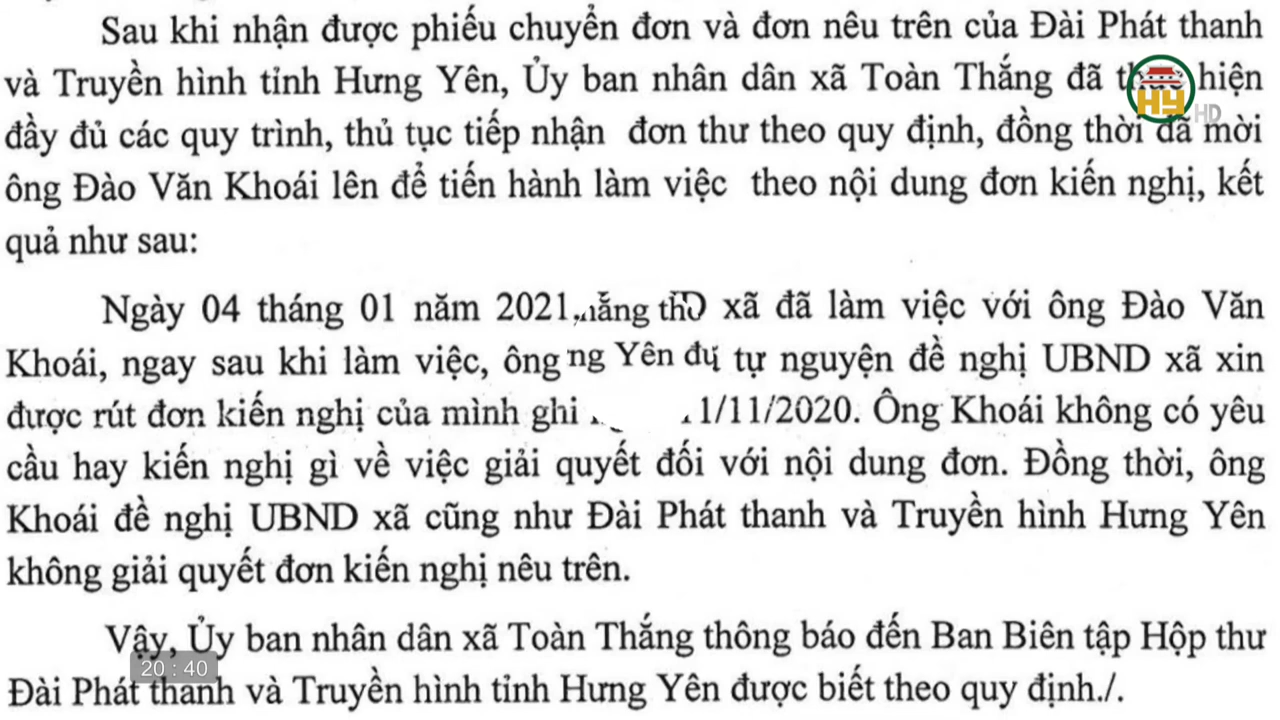 Sau khi nhận được phiếu chuyển đơn và đơn nêu trên của Đài Phát thanh
và Truyền hình tỉnh Hưng Yên, Ủy ban nhân dân xã Toàn Thắng đã hiện
HY HD
đầy đủ các quy trình, thủ tục tiếp nhận đơn thư theo quy định, đồng thời đã mời
ông Đào Văn Khoái lên để tiến hành làm việc theo nội dung đơn kiến nghị, kết
quả như sau:
Ngày 04 tháng 01 năm 2021 xã đã làm việc với ông Đào Văn
Khoái, ngay sau khi làm việc, ông ng Yên tự nguyện đề nghị UBND xã xin
được rút đơn kiến nghị của mình ghi 1/11/2020. Ông Khoái không có yêu
cầu hay kiến nghị gì về việc giải quyết đối với nội dung đơn. Đồng thời, ông
Khoái đề nghị UBND xã cũng như Đài Phát thanh và Truyền hình Hưng Yên
không giải quyết đơn kiến nghị nêu trên.
Vậy, Ủy ban nhân dân xã Toàn Thắng thông báo đến Ban Biên tập Hộp thư
20 : 40
Đài Phát thanh và Truyền hình tỉnh Hưng Yên được biết theo quy định./.